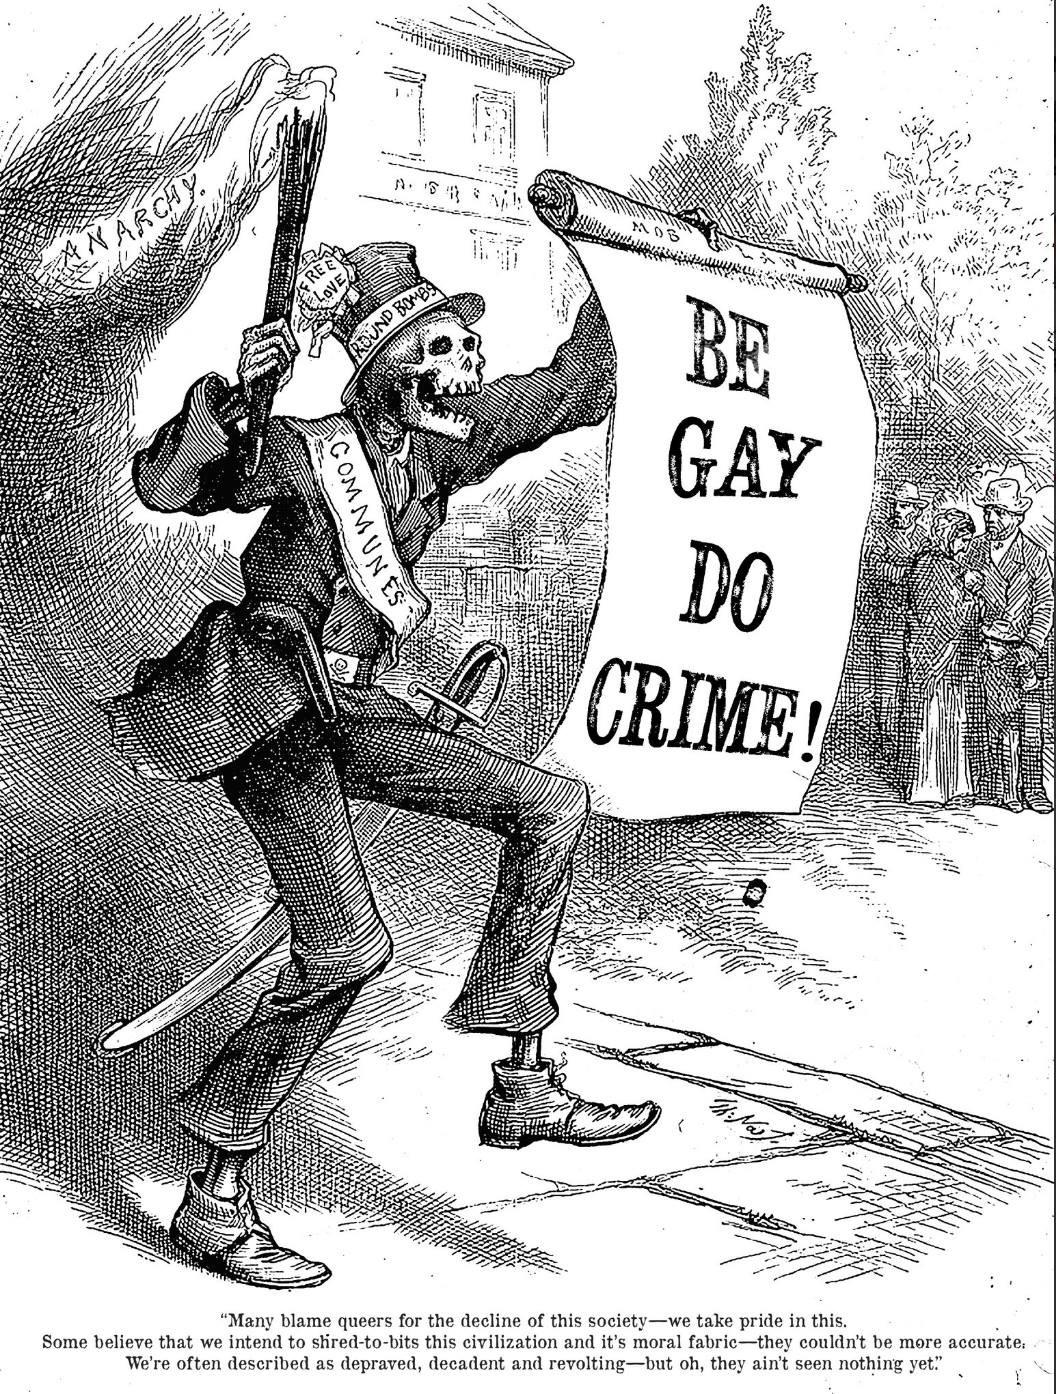 ANARCHY.
FREE
LOVE
ROUND BOMBS
MOB LAW
COMMUNES
BE
GAY
DO
CRIME!
Th: Nast
“Many blame queers for the decline of this society—we take pride in this.
Some believe that we intend to shred-to-bits this civilization and it's moral fabric—they couldn't be more accurate.
We're often described as depraved, decadent and revolting—but oh, they ain't seen nothing yet.”